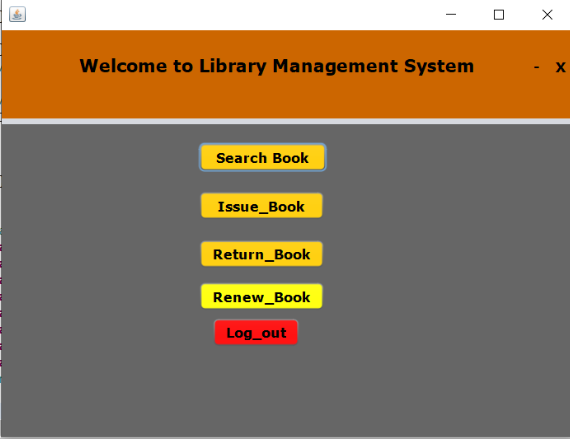 Welcome to Library Management System - x
Search Book
Issue_Book
Return_Book
Renew_Book
Log_out